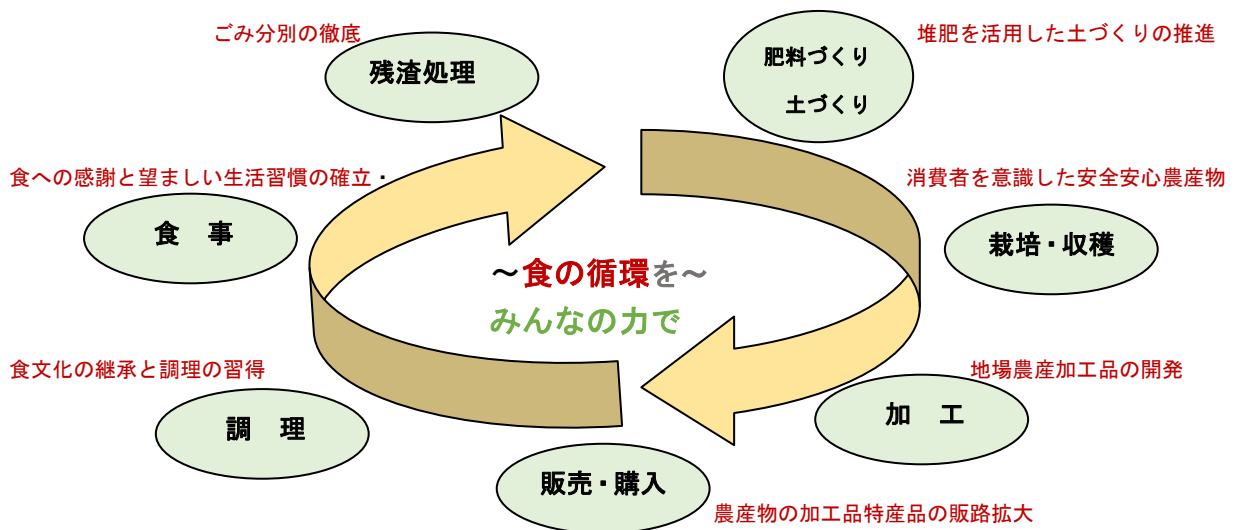 ごみ分別の徹底
残渣処理
肥料づくり
土づくり
堆肥を活用した土づくりの推進
食への感謝と望ましい生活習慣の確立・
食　事
消費者を意識した安全安心農産物
栽培・収穫
～食の循環を～
みんなの力で
食文化の継承と調理の習得
調　理
地場農産加工品の開発
加　工
販売・購入
農産物の加工品特産品の販路拡大